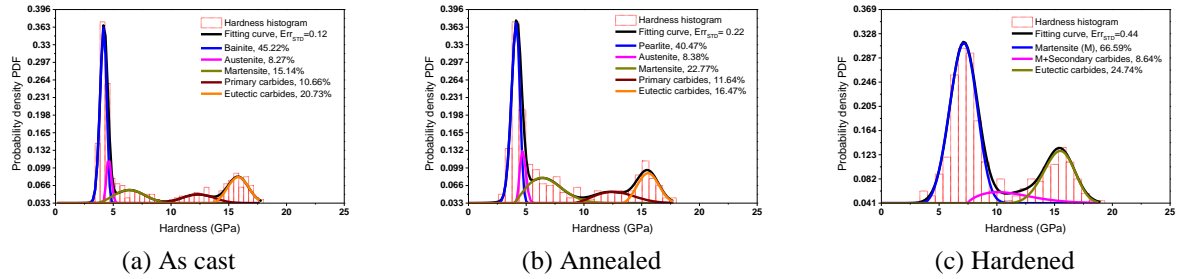 0.396
0.363
0.330
0.297
0.264
0.231
0.198
0.165
0.132
0.099
0.066
0.033
Probability density PDF
Hardness histogram
Fitting curve, Err_STD=0.12
Bainite, 45.22%
Austenite, 8.27%
Martensite, 15.14%
Primary carbides, 10.66%
Eutectic carbides, 20.73%
0 5 10 15 20 25
Hardness (GPa)
(a) As cast
0.396
0.363
0.330
0.297
0.264
0.231
0.198
0.165
0.132
0.099
0.066
0.033
Probability density PDF
Hardness histogram
Fitting curve, Err_STD= 0.22
Pearlite, 40.47%
Austenite, 8.38%
Martensite, 22.77%
Primary carbides, 11.64%
Eutectic carbides, 16.47%
0 5 10 15 20 25
Hardness (GPa)
(b) Annealed
0.369
0.328
0.287
0.246
0.205
0.164
0.123
0.082
0.041
Probability density PDF
Hardness histogram
Fitting curve, Err_STD=0.44
Martensite (M), 66.59%
M+Secondary carbides, 8.64%
Eutectic carbides, 24.74%
0 5 10 15 20 25
Hardness (GPa)
(c) Hardened